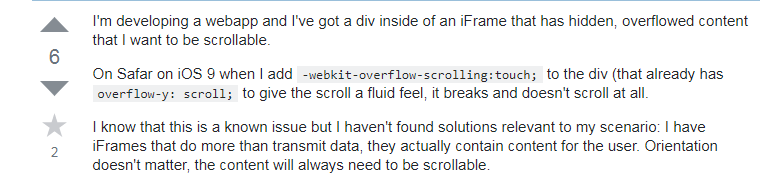 I'm developing a webapp and I've got a div inside of an iFrame that has hidden, overflowed content
that I want to be scrollable.
6
On Safar on iOS 9 when I add -webkit-overflow-scrolling:touch; to the div (that already has
overflow-y: scroll; to give the scroll a fluid feel, it breaks and doesn't scroll at all.
I know that this is a known issue but I haven't found solutions relevant to my scenario: I have
2
iFrames that do more than transmit data, they actually contain content for the user. Orientation
doesn't matter, the content will always need to be scrollable.